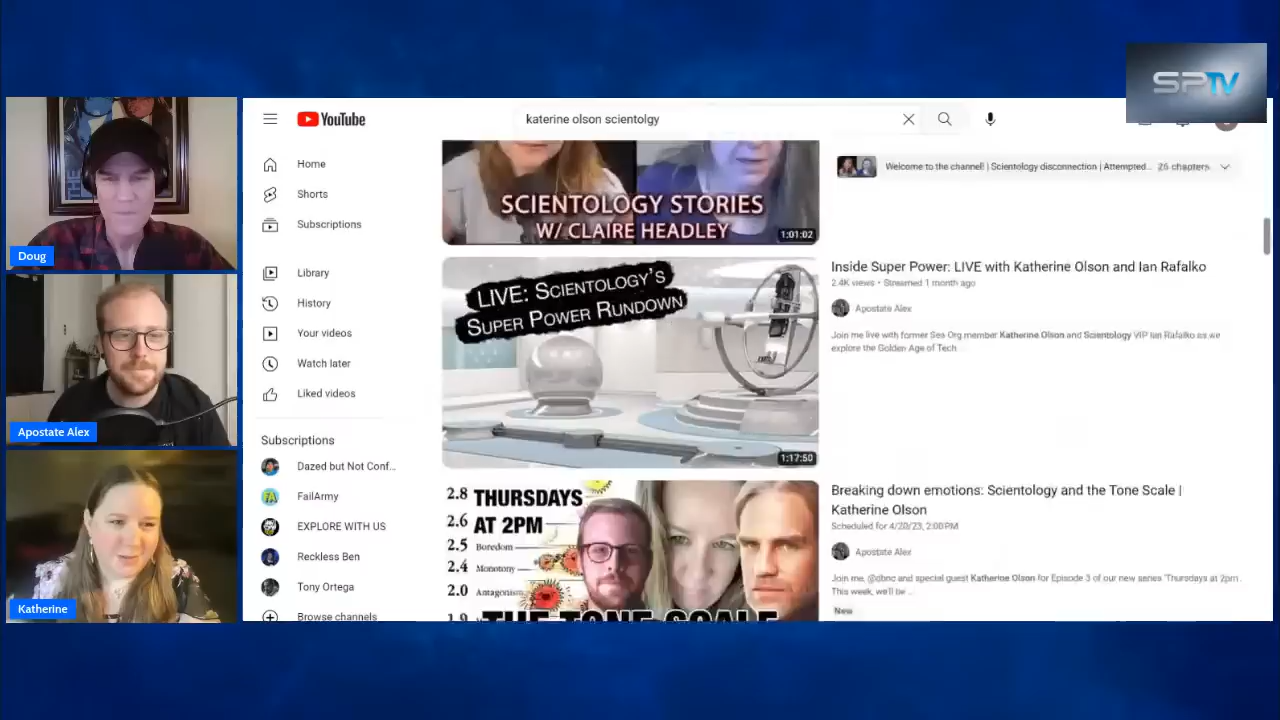 SPTV
YouTube
katerine olson scientolgy
Home
Shorts
Subscriptions
Library
History
Your videos
Watch later
Liked videos
Subscriptions
Dazed but Not Conf...
FailArmy
EXPLORE WITH US
Reckless Ben
Tony Ortega
Browse channels
SCIENTOLOGY STORIES
W/ CLAIRE HEADLEY
1:01:02
Welcome to the channel! | Scientology disconnection | Attempted... 26 chapters
LIVE: SCIENTOLOGY'S
SUPER POWER RUNDOWN
1:17:50
Inside Super Power: LIVE with Katherine Olson and Ian Rafalko
2.4K views • Streamed 1 month ago
Apostate Alex
Join me live with former Sea Org member Katherine Olson and Scientology VIP Ian Rafalko as we
explore the Golden Age of Tech
2.8 THURSDAYS
2.6 AT 2PM
2.5 Boredom
2.4 Monotony
2.0 Antagonism
1.9
THE TONE SCALE
Breaking down emotions: Scientology and the Tone Scale |
Katherine Olson
Scheduled for 4/20/23, 2:00PM
Apostate Alex
Join me, @dbnc and special guest Katherine Olson for Episode 3 of our new series 'Thursdays at 2pm.
This week, we'll be ...
New
Doug
Apostate Alex
Katherine